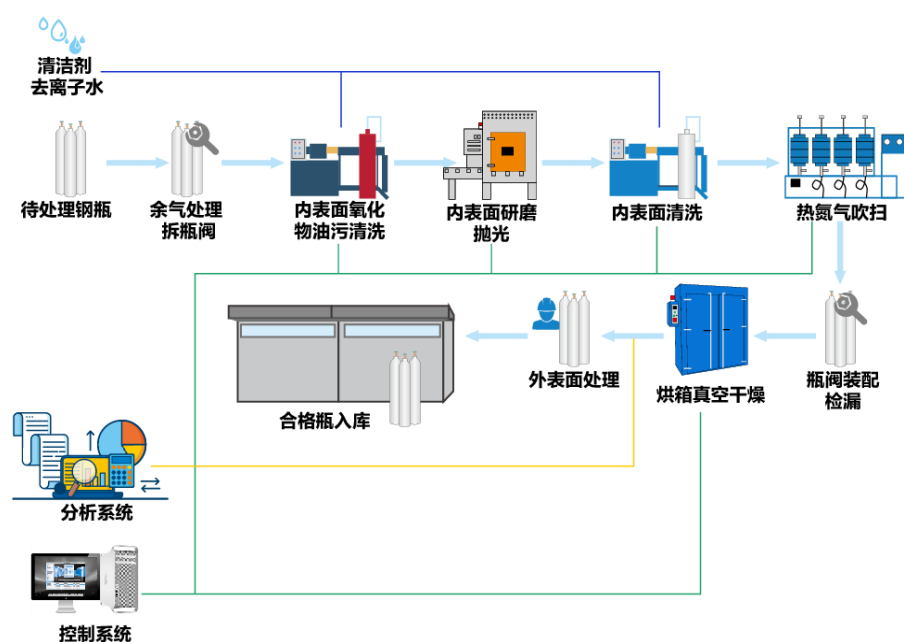 清洁剂
去离子水
待处理钢瓶
余气处理
拆瓶阀
内表面氧化
物油污清洗
内表面研磨
抛光
内表面清洗
热氮气吹扫
瓶阀装配
检漏
烘箱真空干燥
外表面处理
合格瓶入库
分析系统
控制系统